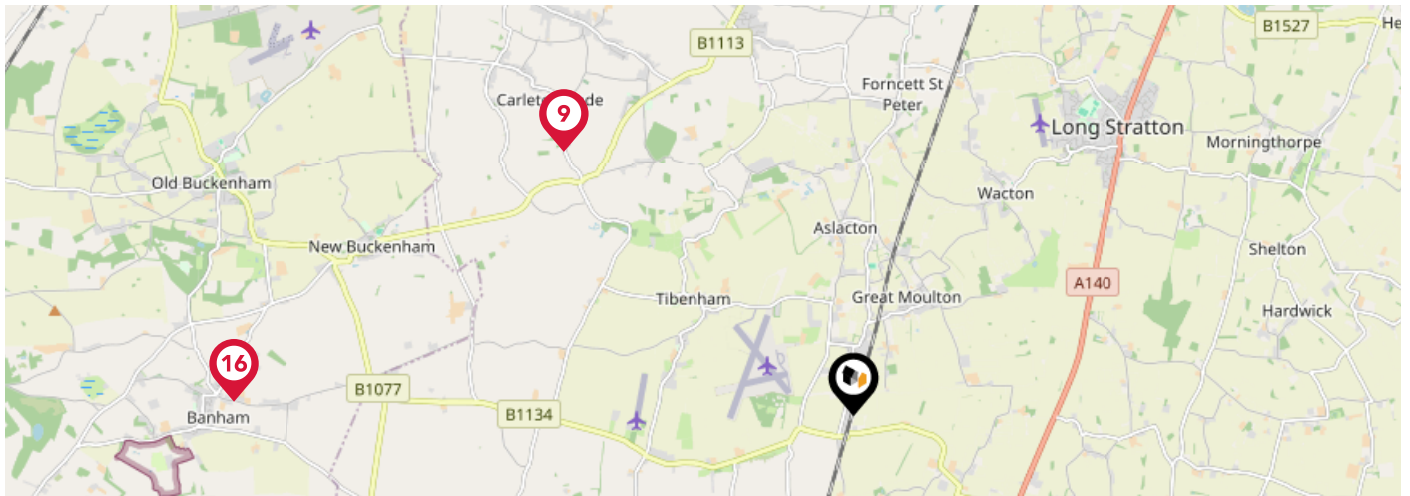 B1113
B1527
Forncett St
Peter
9
Long Stratton
Morningthorpe
Old Buckenham
Wacton
New Buckenham
Aslacton
Shelton
A140
Tibenham
Great Moulton
Hardwick
16
B1077
B1134
Banham